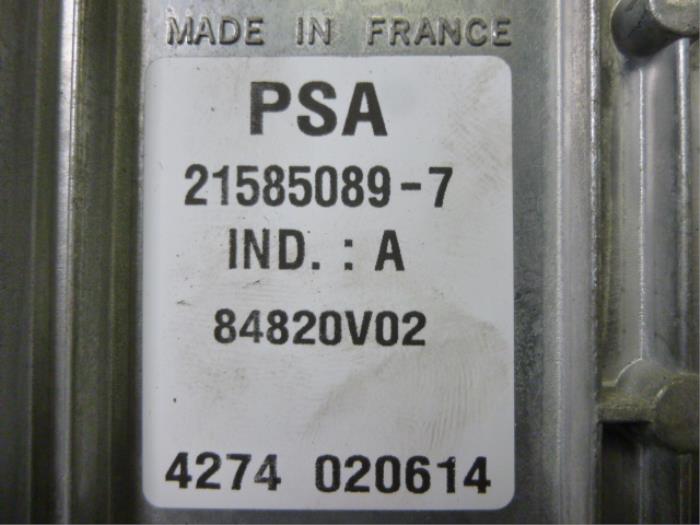 MADE IN FRANCE
PSA
21585089-7
IND. : A
84820V02
4274 020614